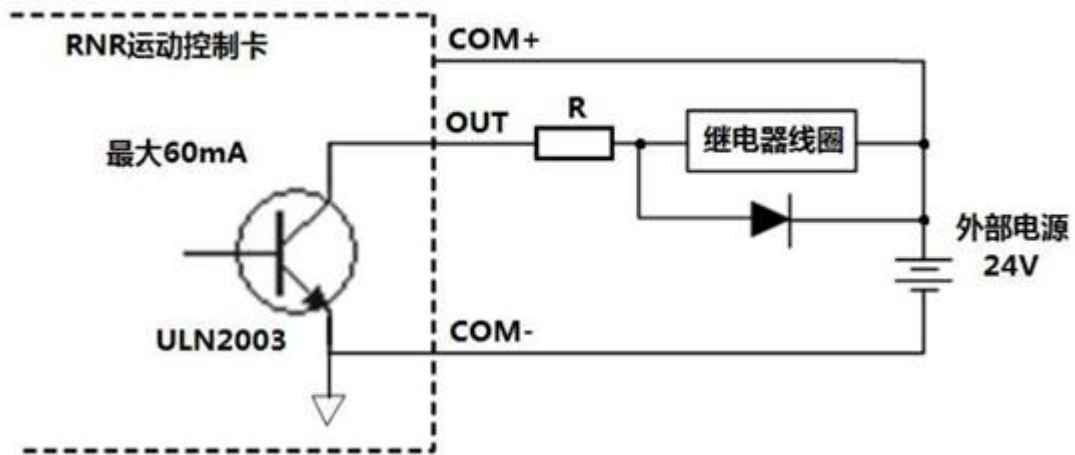 RNR运动控制卡
COM+
OUT
R
继电器线圈
最大60mA
外部电源
24V
ULN2003
COM-